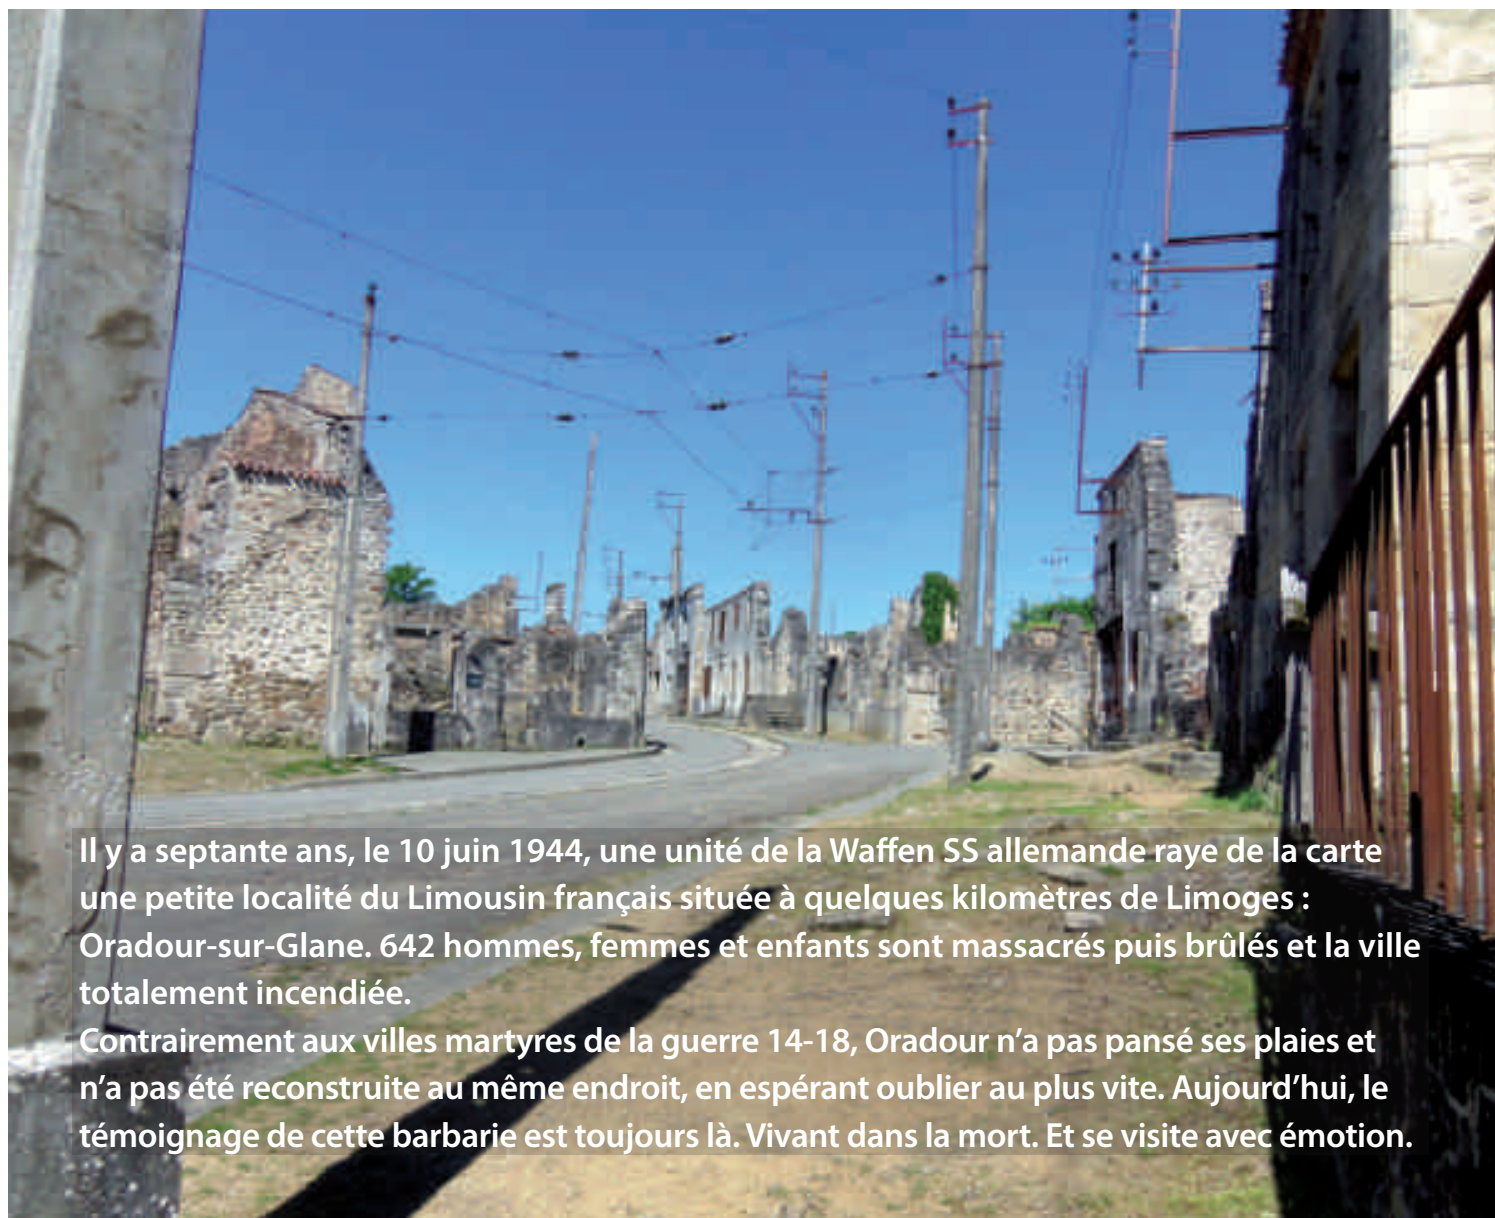 Il y a septante ans, le 10 juin 1944, une unité de la Waffen SS allemande raye de la carte
une petite localité du Limousin français située à quelques kilomètres de Limoges :
Oradour-sur-Glane. 642 hommes, femmes et enfants sont massacrés puis brûlés et la ville
totalement incendiée.
Contrairement aux villes martyres de la guerre 14-18, Oradour n’a pas pansé ses plaies et
n’a pas été reconstruite au même endroit, en espérant oublier au plus vite. Aujourd’hui, le
témoignage de cette barbarie est toujours là. Vivant dans la mort. Et se visite avec émotion.